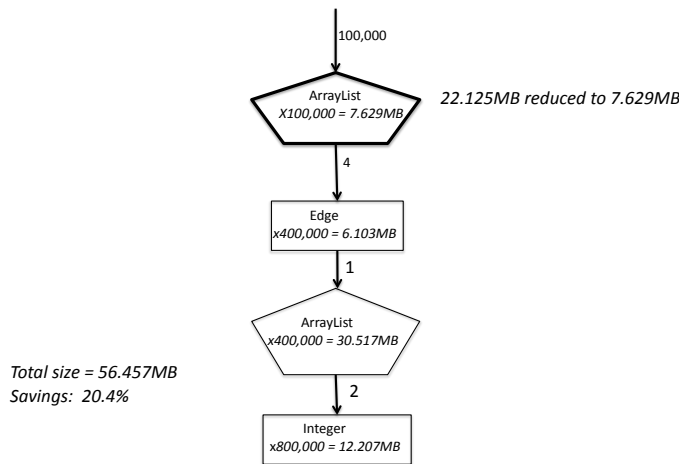 100,000
ArrayList
X100,000 = 7.629MB
22.125MB reduced to 7.629MB
4
Edge
x400,000 = 6.103MB
1
ArrayList
x400,000 = 30.517MB
Total size = 56.457MB
Savings: 20.4%
2
Integer
x800,000 = 12.207MB